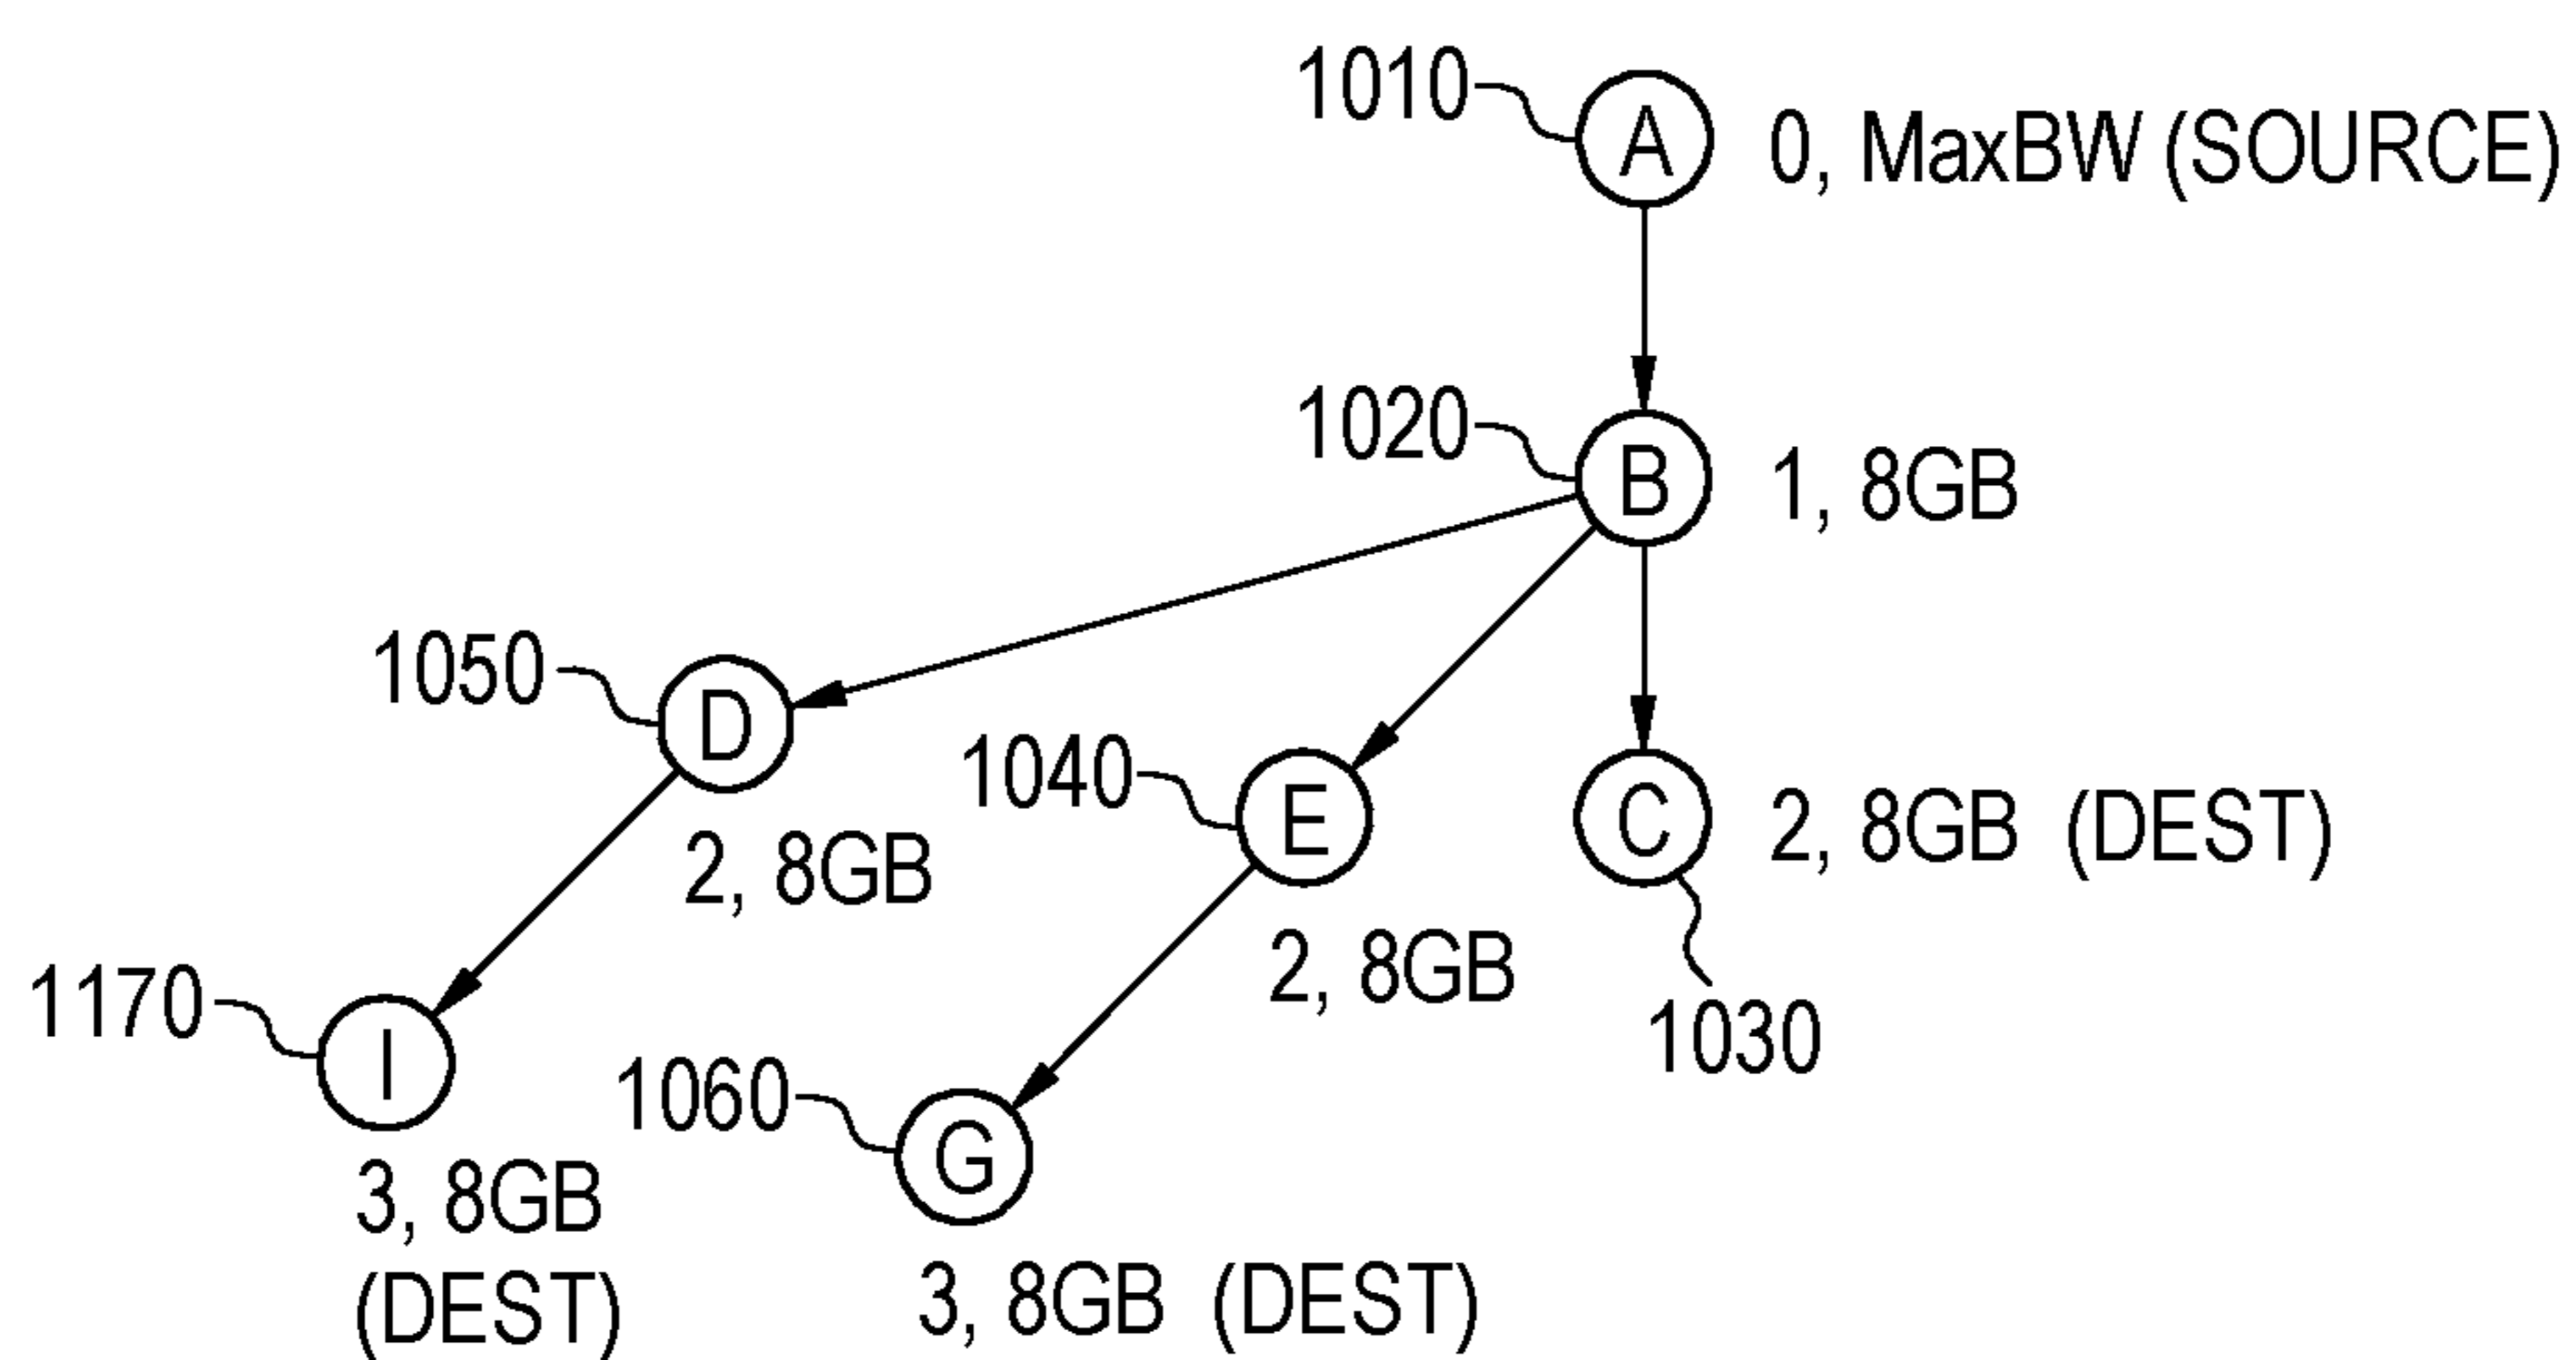 1010 A 0, MaxBW (SOURCE)
1020 B 1, 8GB
1050 D
2, 8GB
1040 E
2, 8GB
C 2, 8GB (DEST)
1030
1170 I
3, 8GB
(DEST)
1060 G
3, 8GB (DEST)